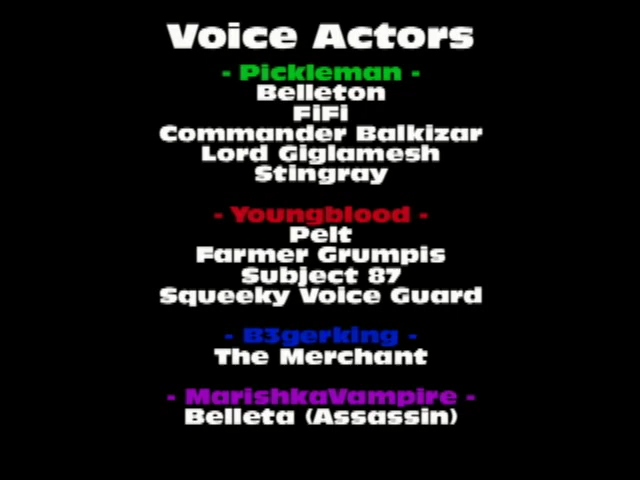 Voice Actors
- Pickleman -
Belleton
FiFi
Commander Balkizar
Lord Giglamesh
Stingray
- Youngblood -
Pelt
Farmer Grumpis
Subject 87
Squeeky Voice Guard
- B3gerking -
The Merchant
- MarishkaVampire -
Belleta (Assassin)